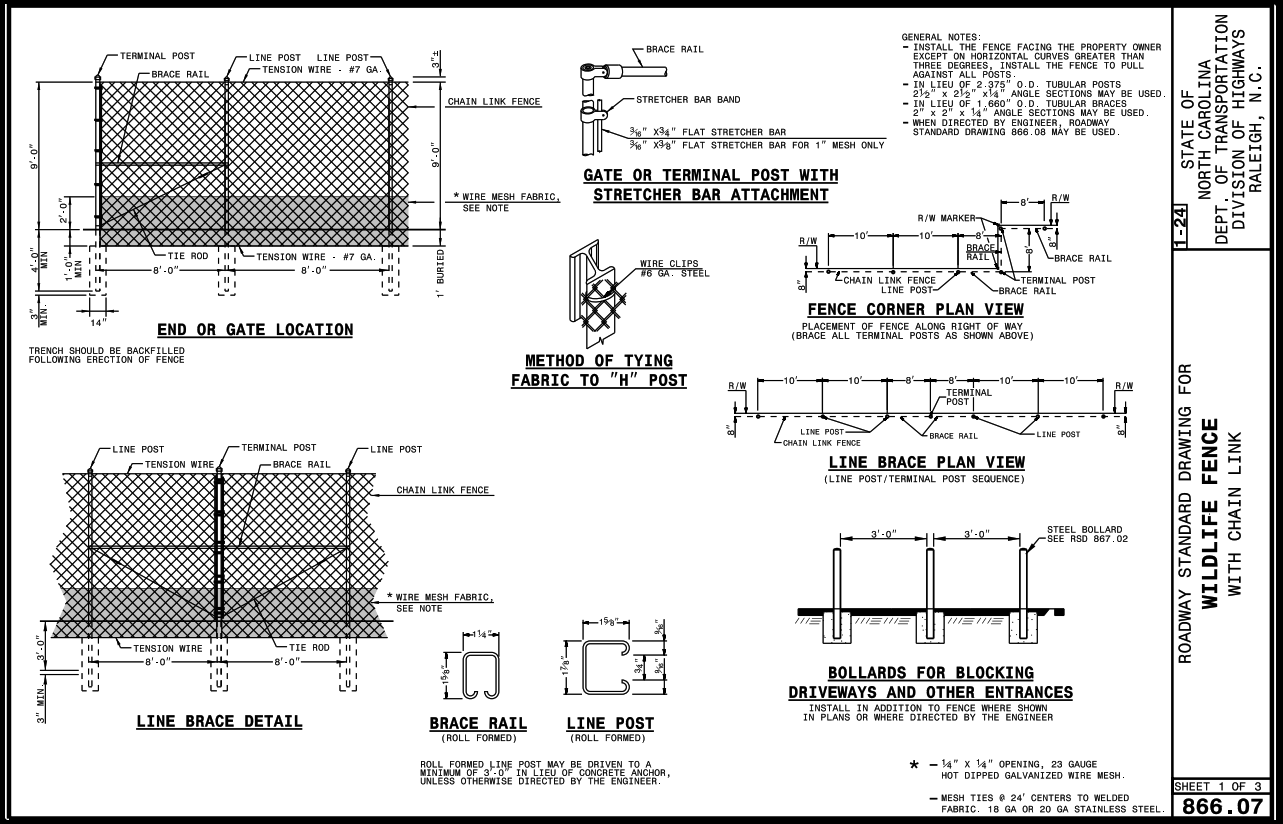 TERMINAL POST
BRACE RAIL
LINE POST
LINE POST
TENSION WIRE - #7 GA.
3"±
CHAIN LINK FENCE
9'-0"
9'-0"
2'-0"
4'-0" MIN
1'-0" MIN
3" MIN.
14"
8'-0"
8'-0"
TIE ROD
TENSION WIRE - #7 GA.
* WIRE MESH FABRIC,
SEE NOTE
1' BURIED
END OR GATE LOCATION
TRENCH SHOULD BE BACKFILLED
FOLLOWING ERECTION OF FENCE
BRACE RAIL
STRETCHER BAR BAND
3/16" X3/4" FLAT STRETCHER BAR
3/16" X3/8" FLAT STRETCHER BAR FOR 1" MESH ONLY
GATE OR TERMINAL POST WITH
STRETCHER BAR ATTACHMENT
WIRE CLIPS
#6 GA. STEEL
METHOD OF TYING
FABRIC TO "H" POST
GENERAL NOTES:
– INSTALL THE FENCE FACING THE PROPERTY OWNER
EXCEPT ON HORIZONTAL CURVES GREATER THAN
THREE DEGREES, INSTALL THE FENCE TO PULL
AGAINST ALL POSTS.
– IN LIEU OF 2.375" O.D. TUBULAR POSTS
2½" x 2½" x¼" ANGLE SECTIONS MAY BE USED.
– IN LIEU OF 1.660" O.D. TUBULAR BRACES
2" x 2" x ¼" ANGLE SECTIONS MAY BE USED.
– WHEN DIRECTED BY ENGINEER, ROADWAY
STANDARD DRAWING 866.08 MAY BE USED.
8'
R/W
R/W MARKER
10'
10'
8'
8'
8"
R/W
BRACE
RAIL
BRACE RAIL
8"
CHAIN LINK FENCE
LINE POST
TERMINAL POST
BRACE RAIL
FENCE CORNER PLAN VIEW
PLACEMENT OF FENCE ALONG RIGHT OF WAY
(BRACE ALL TERMINAL POSTS AS SHOWN ABOVE)
R/W
10'
10'
8'
8'
10'
10'
R/W
TERMINAL
POST
8"
8"
LINE POST
CHAIN LINK FENCE
BRACE RAIL
LINE POST
LINE BRACE PLAN VIEW
(LINE POST/TERMINAL POST SEQUENCE)
LINE POST
TERMINAL POST
LINE POST
TENSION WIRE
BRACE RAIL
CHAIN LINK FENCE
* WIRE MESH FABRIC,
SEE NOTE
3'-0"
3" MIN.
TENSION WIRE
TIE ROD
8'-0"
8'-0"
LINE BRACE DETAIL
1¼"
1⅝"
BRACE RAIL
(ROLL FORMED)
1⅝"
1⅞"
9/16"
3/4"
9/16"
LINE POST
(ROLL FORMED)
ROLL FORMED LINE POST MAY BE DRIVEN TO A
MINIMUM OF 3'-0" IN LIEU OF CONCRETE ANCHOR,
UNLESS OTHERWISE DIRECTED BY THE ENGINEER.
3'-0"
3'-0"
STEEL BOLLARD
SEE RSD 867.02
BOLLARDS FOR BLOCKING
DRIVEWAYS AND OTHER ENTRANCES
INSTALL IN ADDITION TO FENCE WHERE SHOWN
IN PLANS OR WHERE DIRECTED BY THE ENGINEER
* – ¼" X ¼" OPENING, 23 GAUGE
HOT DIPPED GALVANIZED WIRE MESH.
– MESH TIES @ 24' CENTERS TO WELDED
FABRIC. 18 GA OR 20 GA STAINLESS STEEL.
1-24
STATE OF
NORTH CAROLINA
DEPT. OF TRANSPORTATION
DIVISION OF HIGHWAYS
RALEIGH, N.C.
ROADWAY STANDARD DRAWING FOR
WILDLIFE FENCE
WITH CHAIN LINK
SHEET 1 OF 3
866.07